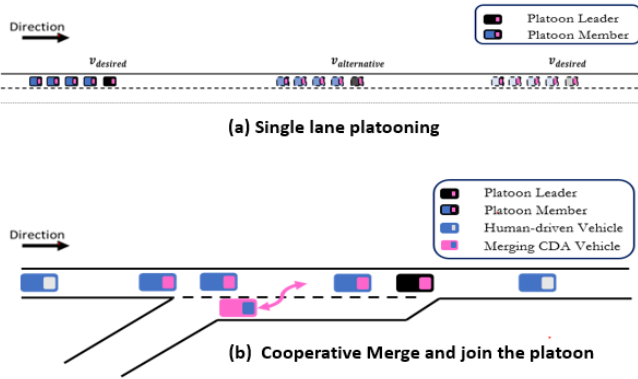 Direction
Platoon Leader
Platoon Member
v_desired
v_alternative
v_desired
(a) Single lane platooning
Platoon Leader
Platoon Member
Human-driven Vehicle
Merging CDA Vehicle
Direction
(b) Cooperative Merge and join the platoon